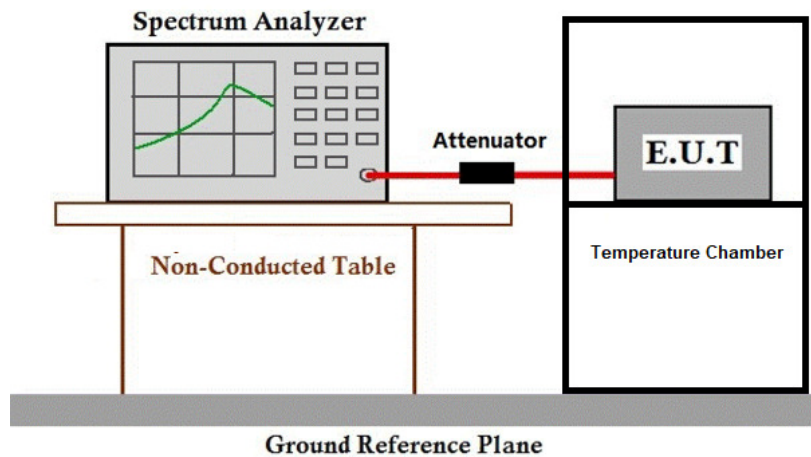 Spectrum Analyzer
Attenuator
E.U.T
Non-Conducted Table
Temperature Chamber
Ground Reference Plane